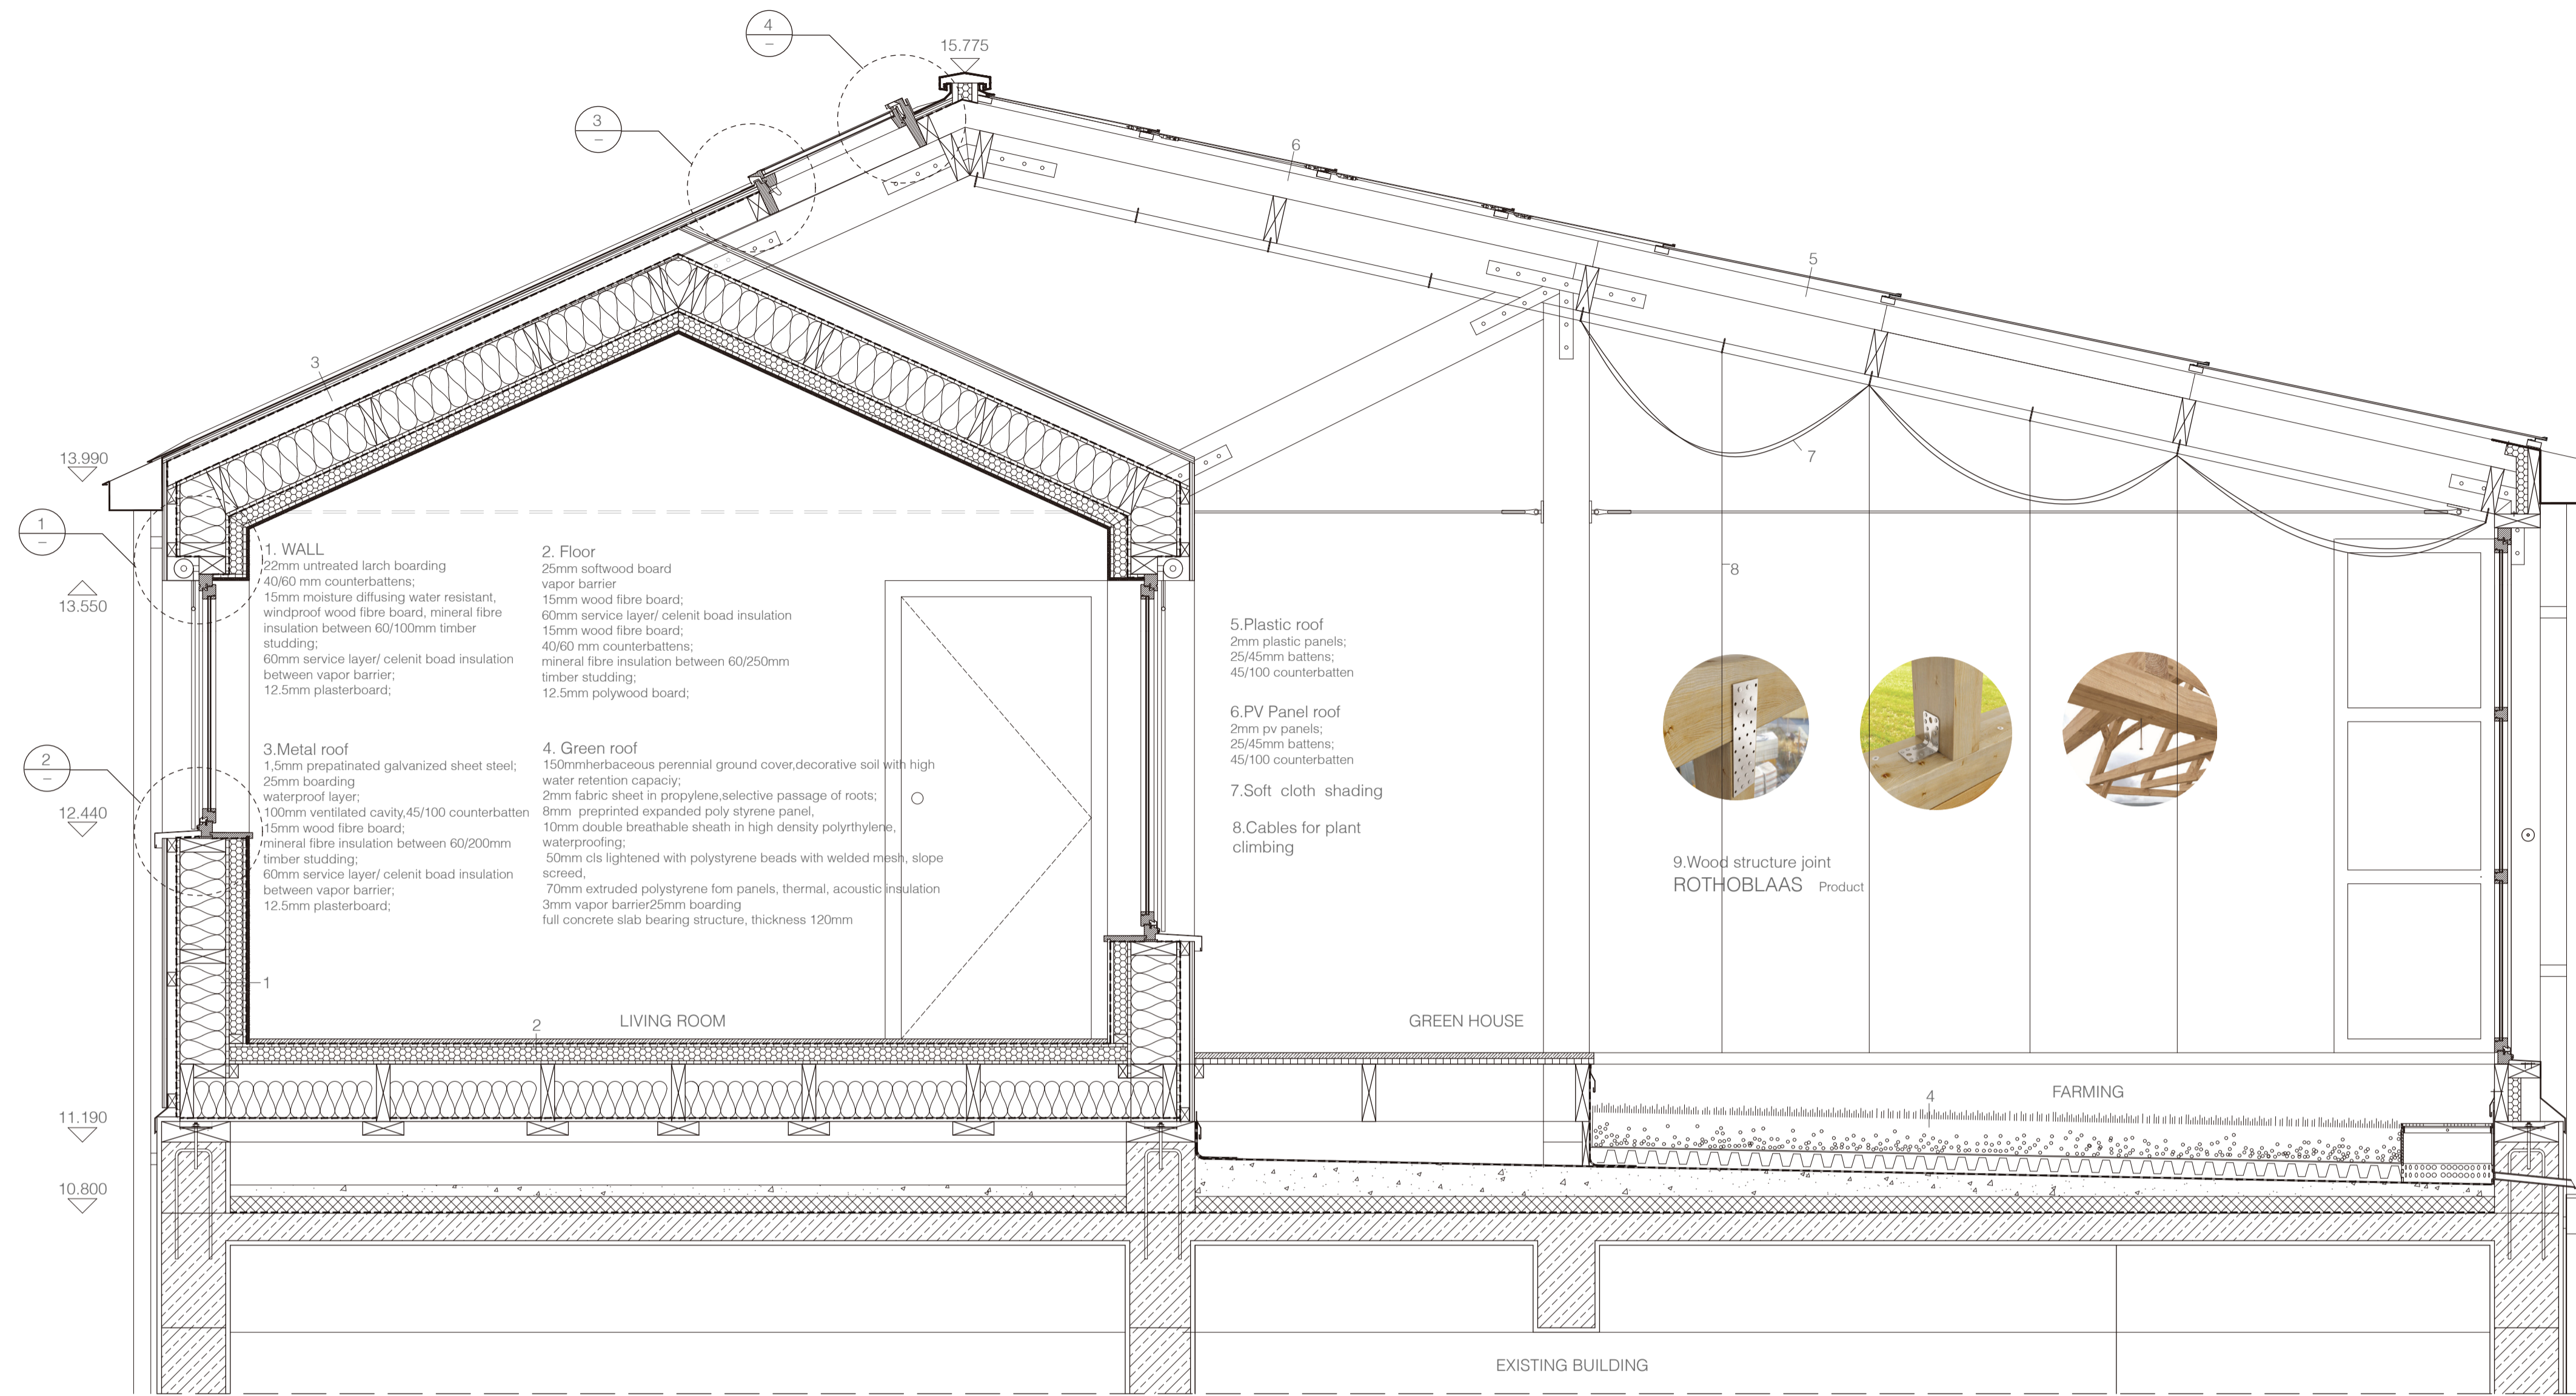 4
–
15.775
3
–
6
5
3
13.990
7
1
–
13.550
8
1. WALL
22mm untreated larch boarding
40/60 mm counterbattens;
15mm moisture diffusing water resistant,
windproof wood fibre board, mineral fibre
insulation between 60/100mm timber
studding;
60mm service layer/ celenit boad insulation
between vapor barrier;
12.5mm plasterboard;
2. Floor
25mm softwood board
vapor barrier
15mm wood fibre board;
60mm service layer/ celenit boad insulation
15mm wood fibre board;
40/60 mm counterbattens;
mineral fibre insulation between 60/250mm
timber studding;
12.5mm polywood board;
5.Plastic roof
2mm plastic panels;
25/45mm battens;
45/100 counterbatten
6.PV Panel roof
2mm pv panels;
25/45mm battens;
45/100 counterbatten
7.Soft cloth shading
8.Cables for plant
climbing
2
–
12.440
3.Metal roof
1,5mm prepatinated galvanized sheet steel;
25mm boarding
waterproof layer;
100mm ventilated cavity,45/100 counterbatten
15mm wood fibre board;
mineral fibre insulation between 60/200mm
timber studding;
60mm service layer/ celenit boad insulation
between vapor barrier;
12.5mm plasterboard;
4. Green roof
150mmherbaceous perennial ground cover,decorative soil with high
water retention capaciy;
2mm fabric sheet in propylene,selective passage of roots;
8mm preprinted expanded poly styrene panel,
10mm double breathable sheath in high density polyrthylene,
waterproofing;
50mm cls lightened with polystyrene beads with welded mesh, slope
screed,
70mm extruded polystyrene fom panels, thermal, acoustic insulation
3mm vapor barrier25mm boarding
full concrete slab bearing structure, thickness 120mm
9.Wood structure joint
ROTHOBLAAS Product
1
2
LIVING ROOM
GREEN HOUSE
FARMING
4
11.190
10.800
EXISTING BUILDING